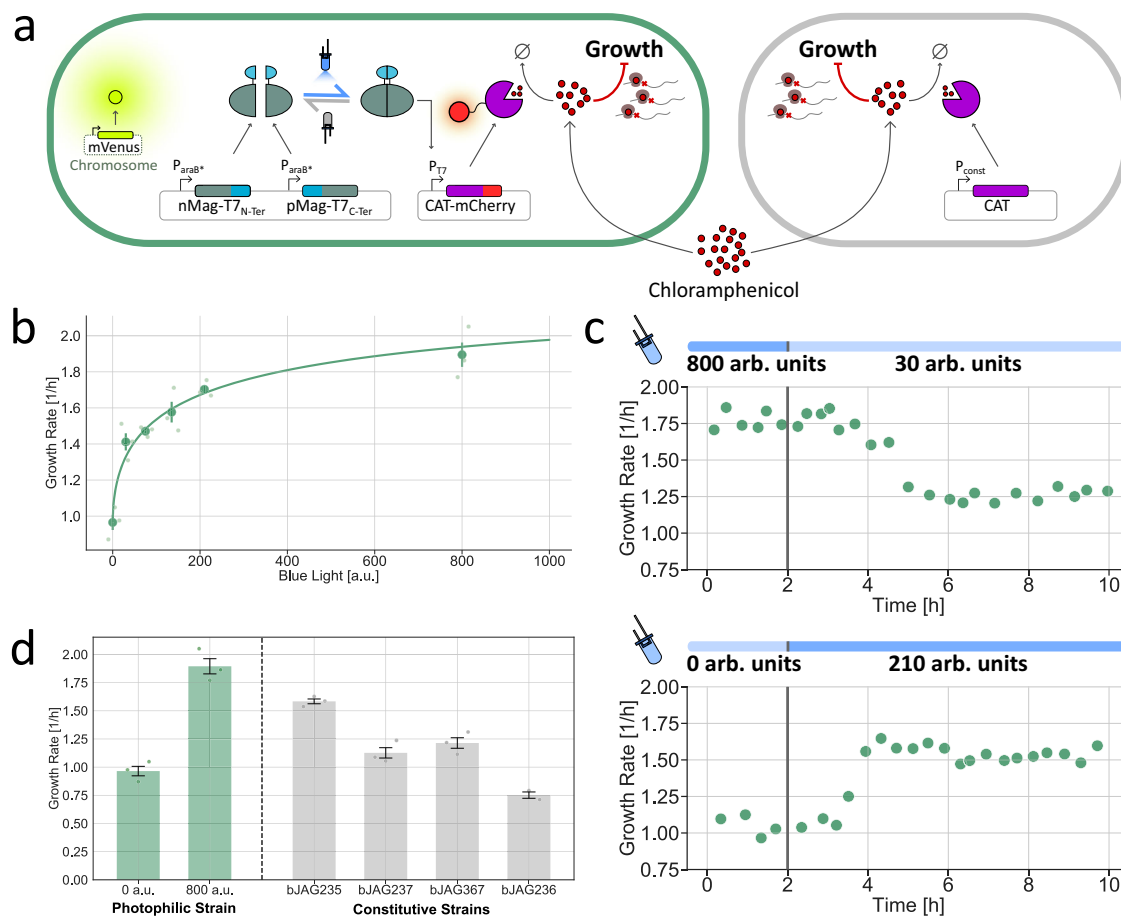 a
Growth
Growth
∅
∅
mVenus
Chromosome
P_araB*
P_araB*
P_T7
P_const
nMag-T7_N-Ter
pMag-T7_C-Ter
CAT-mCherry
CAT
Chloramphenicol
b
Growth Rate [1/h]
2.0
1.8
1.6
1.4
1.2
1.0
0 200 400 600 800 1000
Blue Light [a.u.]
c
800 arb. units 30 arb. units
Growth Rate [1/h]
2.00
1.75
1.50
1.25
1.00
0.75
0 2 4 6 8 10
Time [h]
0 arb. units 210 arb. units
Growth Rate [1/h]
2.00
1.75
1.50
1.25
1.00
0.75
0 2 4 6 8 10
Time [h]
d
Growth Rate [1/h]
2.00
1.75
1.50
1.25
1.00
0.75
0.50
0.25
0.00
0 a.u. 800 a.u. bJAG235 bJAG237 bJAG367 bJAG236
Photophilic Strain Constitutive Strains